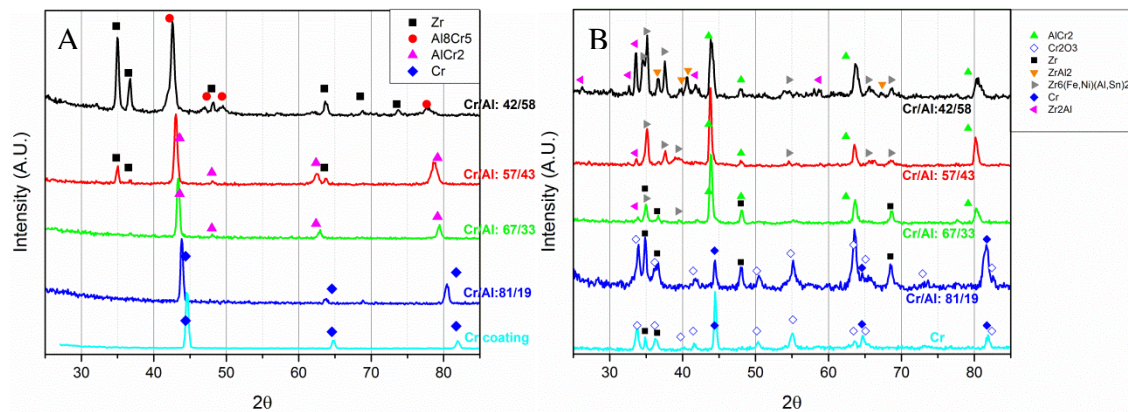 A
Zr
Al8Cr5
AlCr2
Cr
Cr/Al: 42/58
Cr/Al: 57/43
Cr/Al: 67/33
Cr/Al:81/19
Cr coating
Intensity (A.U.)
30 40 50 60 70 80
2θ
B
AlCr2
Cr2O3
Zr
ZrAl2
Zr6(Fe,Ni)(Al,Sn)2
Cr
Zr2Al
Cr/Al:42/58
Cr/Al: 57/43
Cr/Al: 67/33
Cr/Al: 81/19
Cr
Intensity (A.U.)
30 40 50 60 70 80
2θ